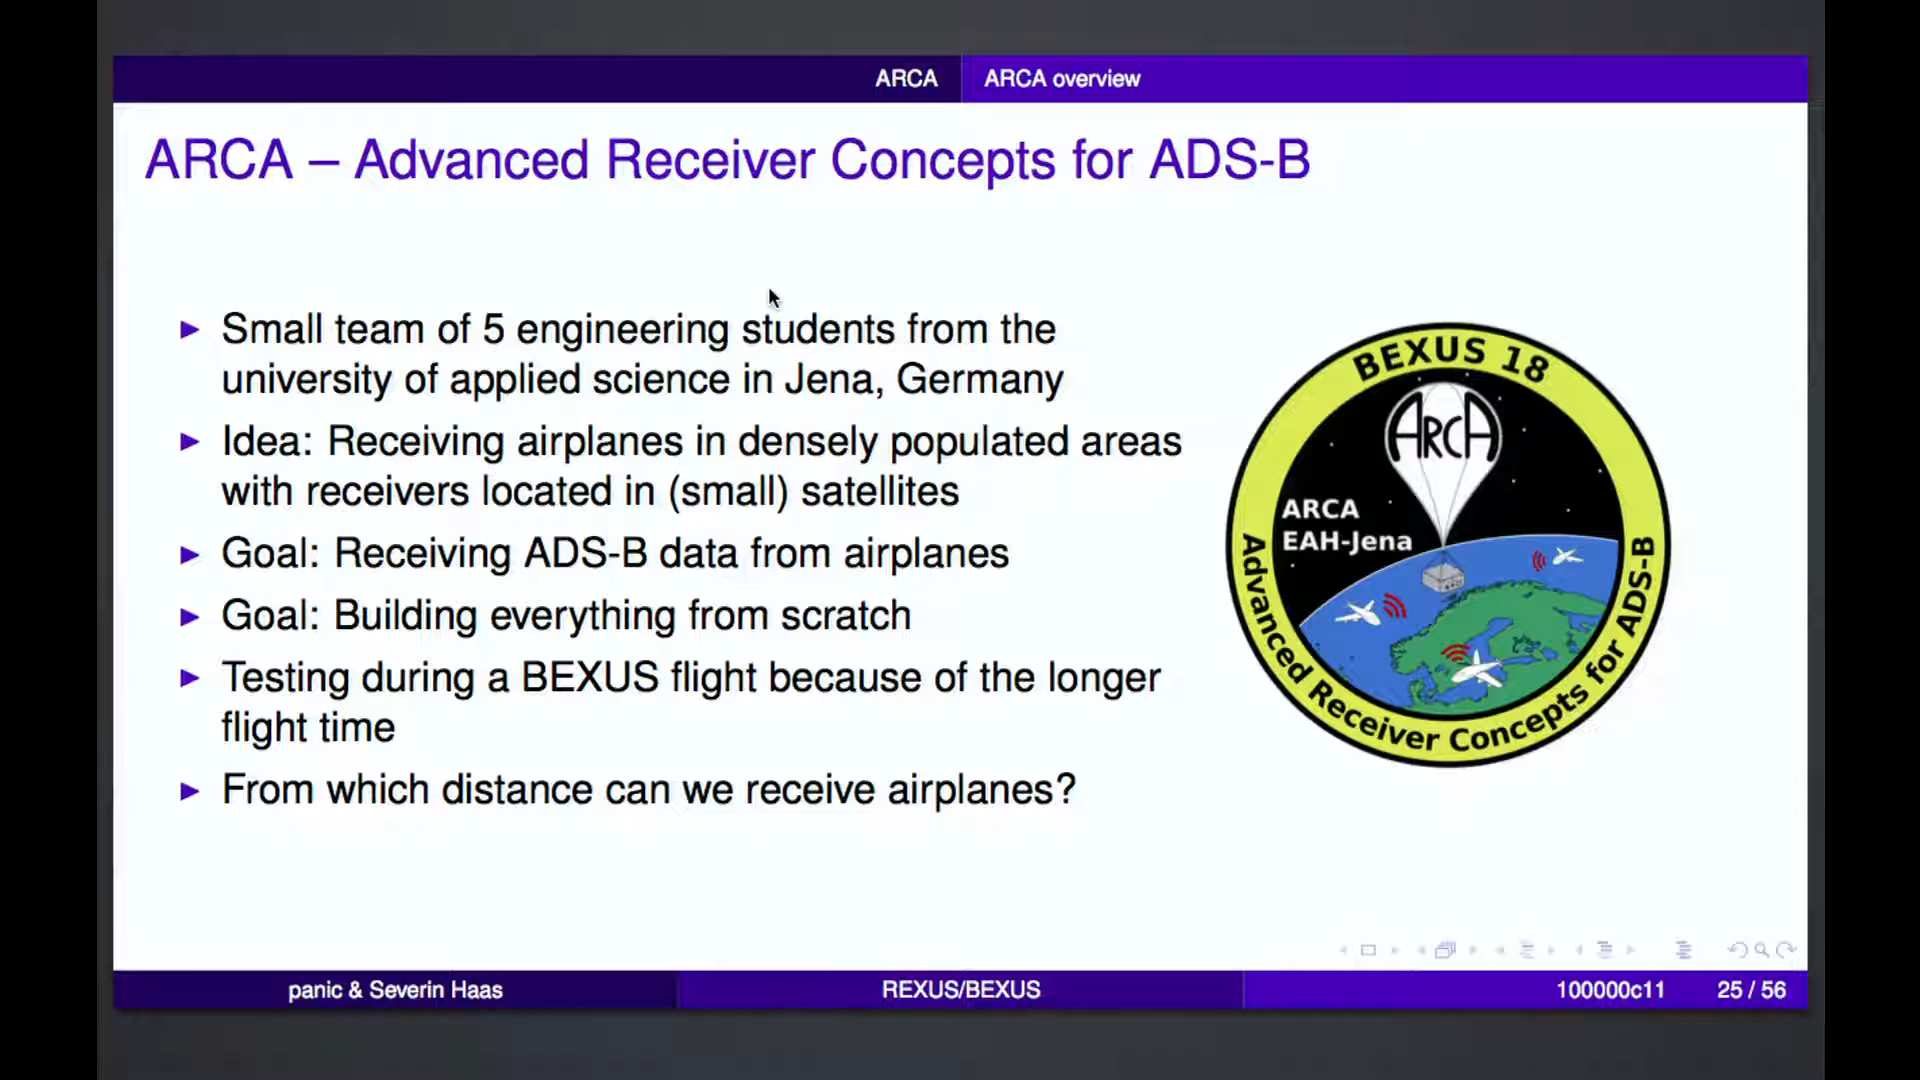 ARCA
ARCA overview
ARCA – Advanced Receiver Concepts for ADS-B
Small team of 5 engineering students from the
university of applied science in Jena, Germany
Idea: Receiving airplanes in densely populated areas
with receivers located in (small) satellites
Goal: Receiving ADS-B data from airplanes
Goal: Building everything from scratch
Testing during a BEXUS flight because of the longer
flight time
From which distance can we receive airplanes?
BEXUS 18
ARCA
ARCA
EAH-Jena
Advanced Receiver Concepts for ADS-B
panic & Severin Haas
REXUS/BEXUS
100000c11
25 / 56